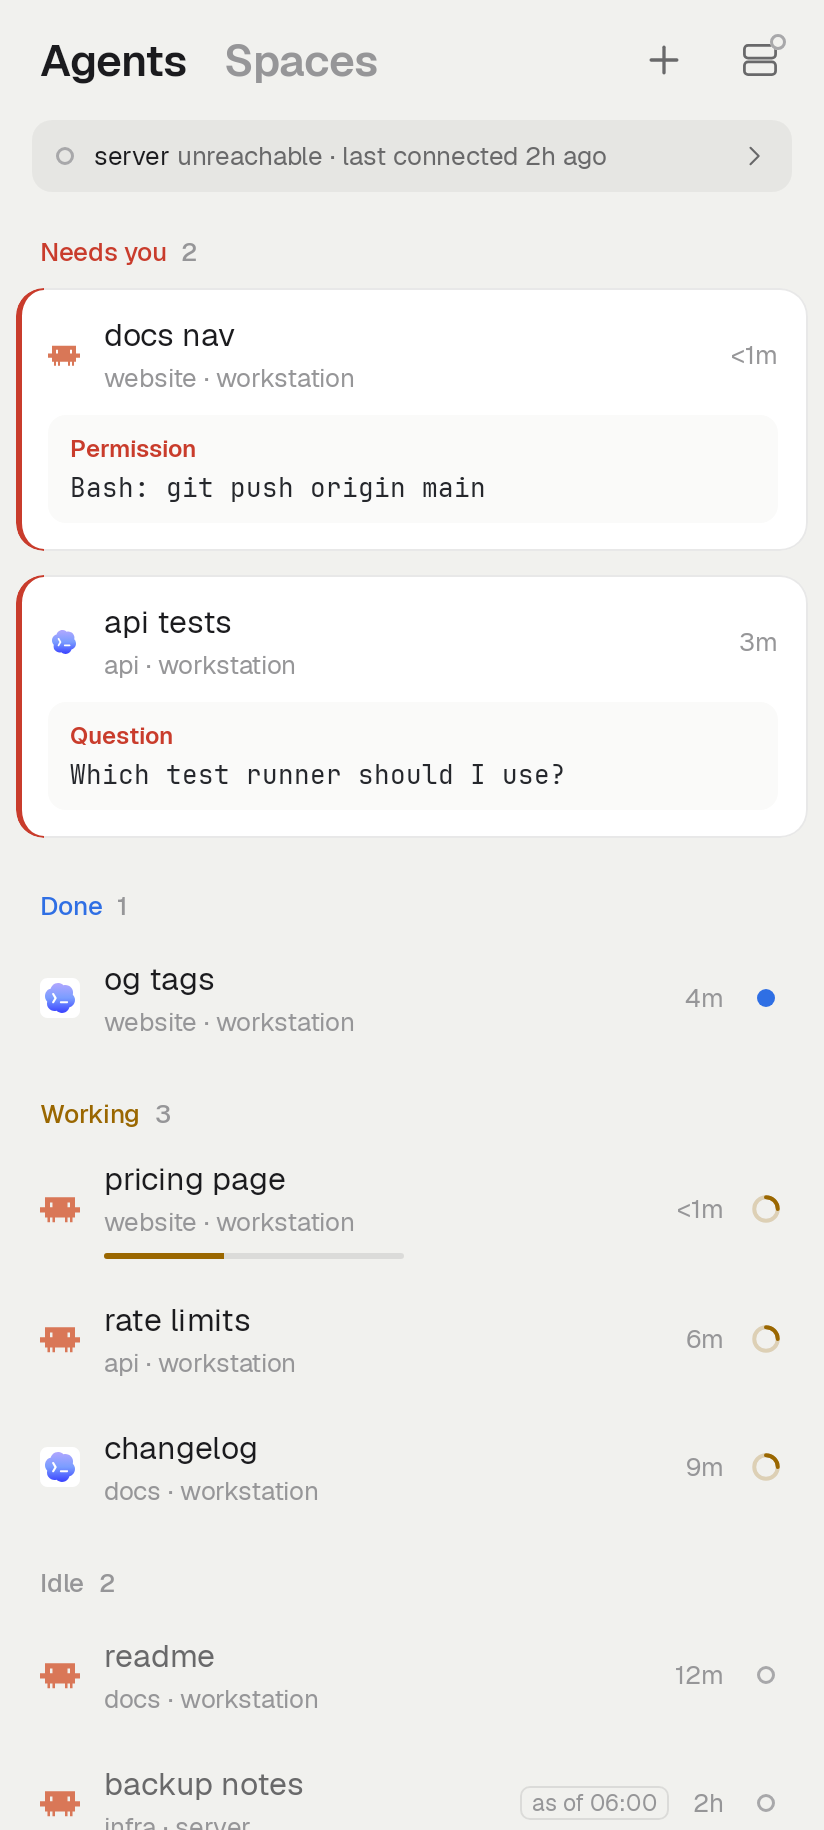 Agents Spaces
server unreachable · last connected 2h ago
Needs you 2
docs nav
website · workstation
<1m
Permission
Bash: git push origin main
api tests
api · workstation
3m
Question
Which test runner should I use?
Done 1
og tags
website · workstation
4m
Working 3
pricing page
website · workstation
<1m
rate limits
api · workstation
6m
changelog
docs · workstation
9m
Idle 2
readme
docs · workstation
12m
backup notes
infra · server
as of 06:00 2h